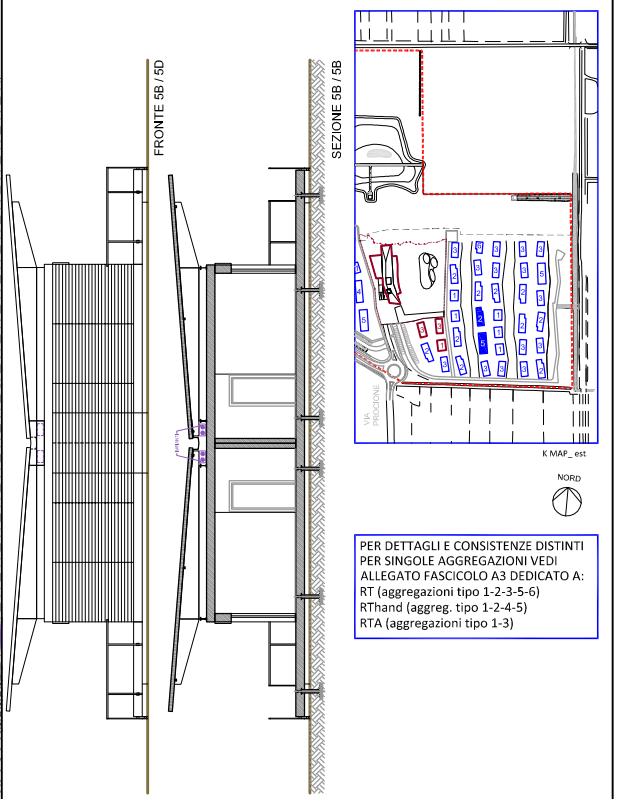 FRONTE 5B / 5D
SEZIONE 5B / 5B
VIA
PROCIONE
K MAP_ est
NORD
PER DETTAGLI E CONSISTENZE DISTINTI
PER SINGOLE AGGREGAZIONI VEDI
ALLEGATO FASCICOLO A3 DEDICATO A:
RT (aggregazioni tipo 1-2-3-5-6)
RThand (aggreg. tipo 1-2-4-5)
RTA (aggregazioni tipo 1-3)